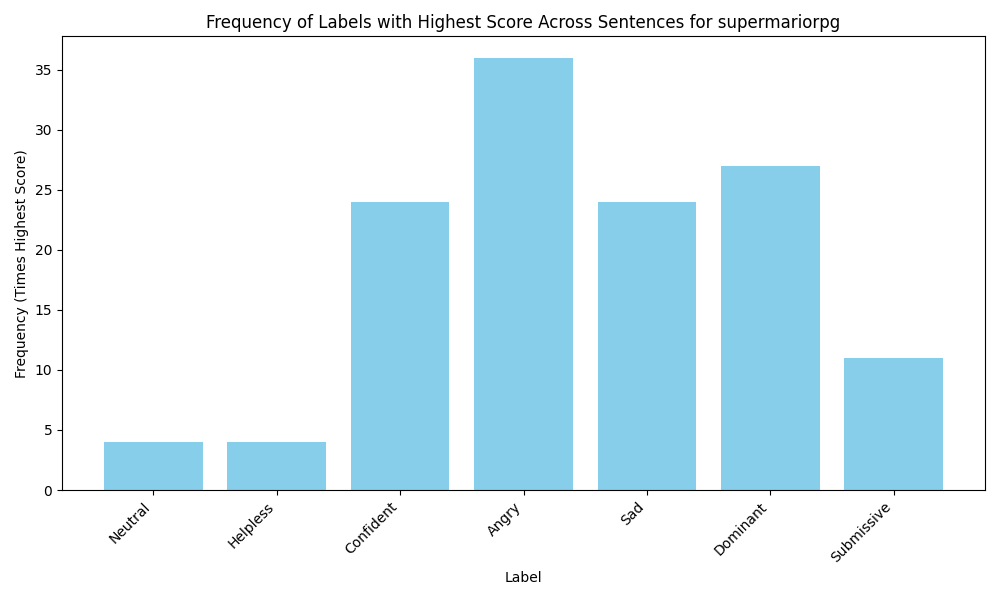 Frequency of Labels with Highest Score Across Sentences for supermariorpg
Frequency (Times Highest Score)
35
30
25
20
15
10
5
0
Neutral
Helpless
Confident
Angry
Sad
Dominant
Submissive
Label